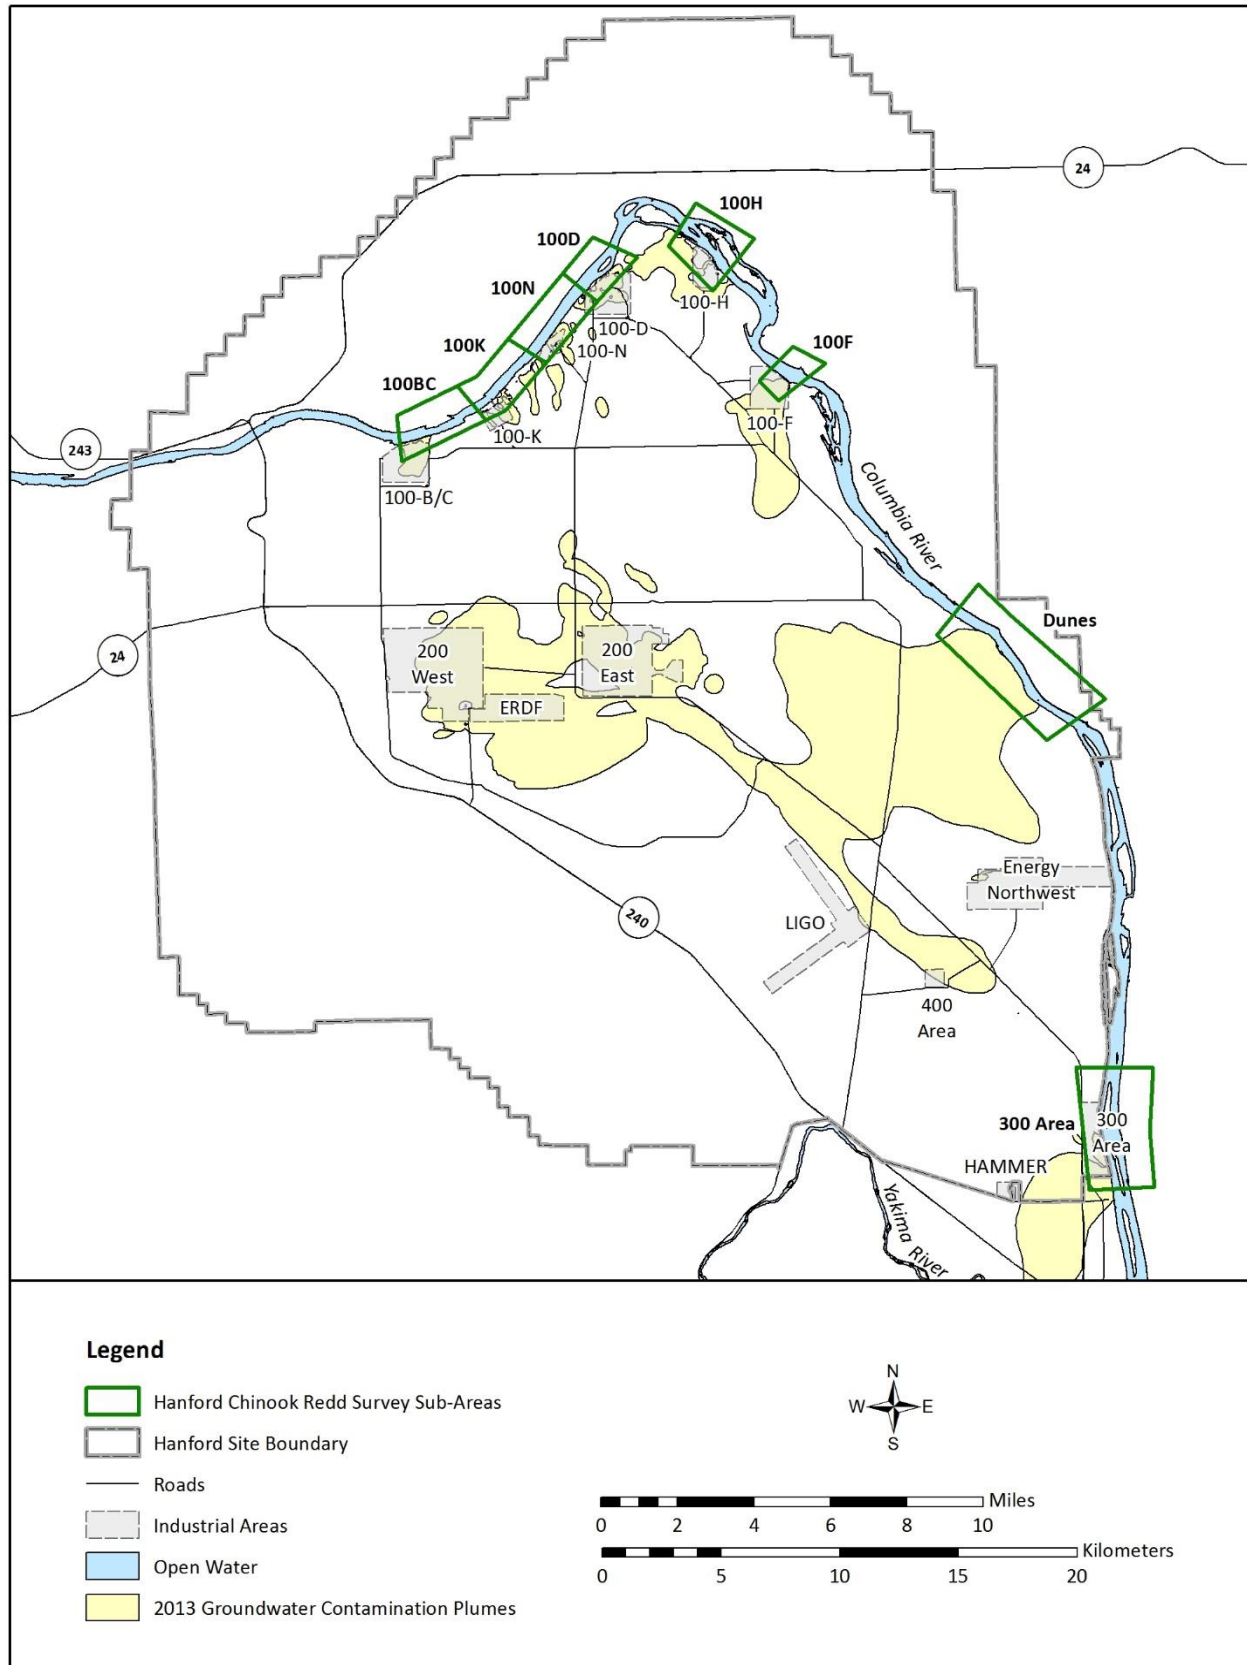 24
100H
100D
100N
100-H
100-D
100K
100-N
100F
100BC
100-K
100-F
243
100-B/C
Columbia River
Dunes
24
200
West
200
East
ERDF
Energy
Northwest
LIGO
240
400
Area
300 Area
300
Area
HAMMER
Yakima River
Legend
Hanford Chinook Redd Survey Sub-Areas
Hanford Site Boundary
Roads
Industrial Areas
Open Water
2013 Groundwater Contamination Plumes
N
W E
S
Miles
0 2 4 6 8 10
Kilometers
0 5 10 15 20